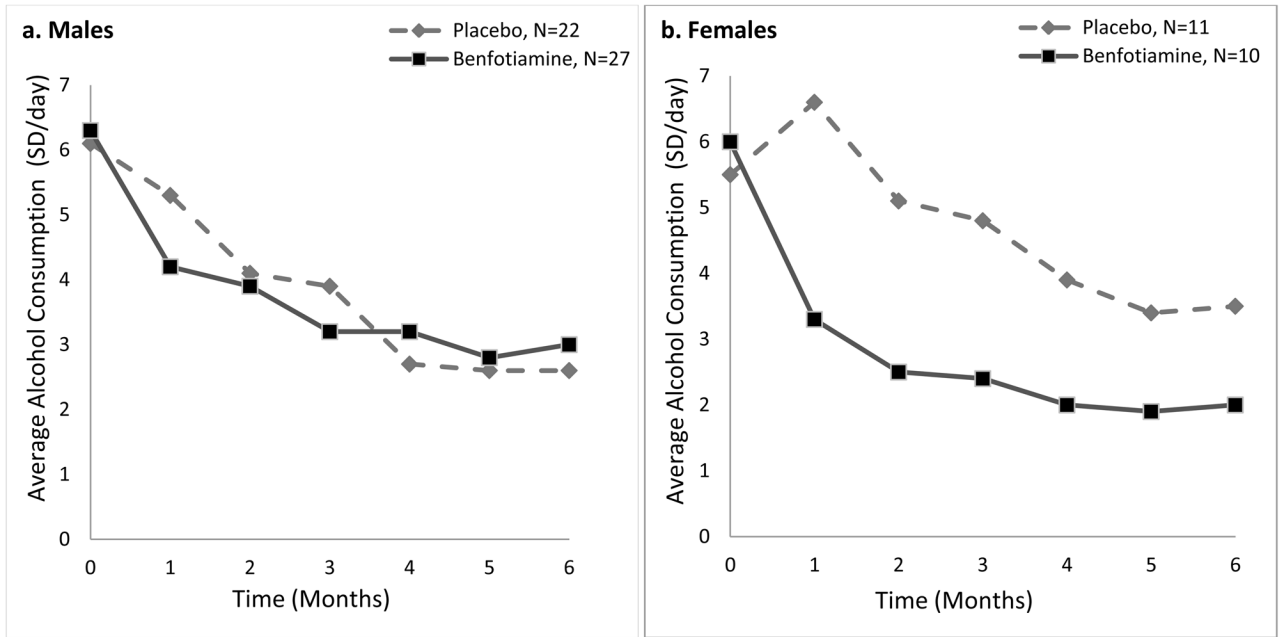 a. Males
Placebo, N=22
Benfotiamine, N=27
Average Alcohol Consumption (SD/day)
7
6
5
4
3
2
1
0
0 1 2 3 4 5 6
Time (Months)
b. Females
Placebo, N=11
Benfotiamine, N=10
Average Alcohol Consumption (SD/day)
7
6
5
4
3
2
1
0
0 1 2 3 4 5 6
Time (Months)